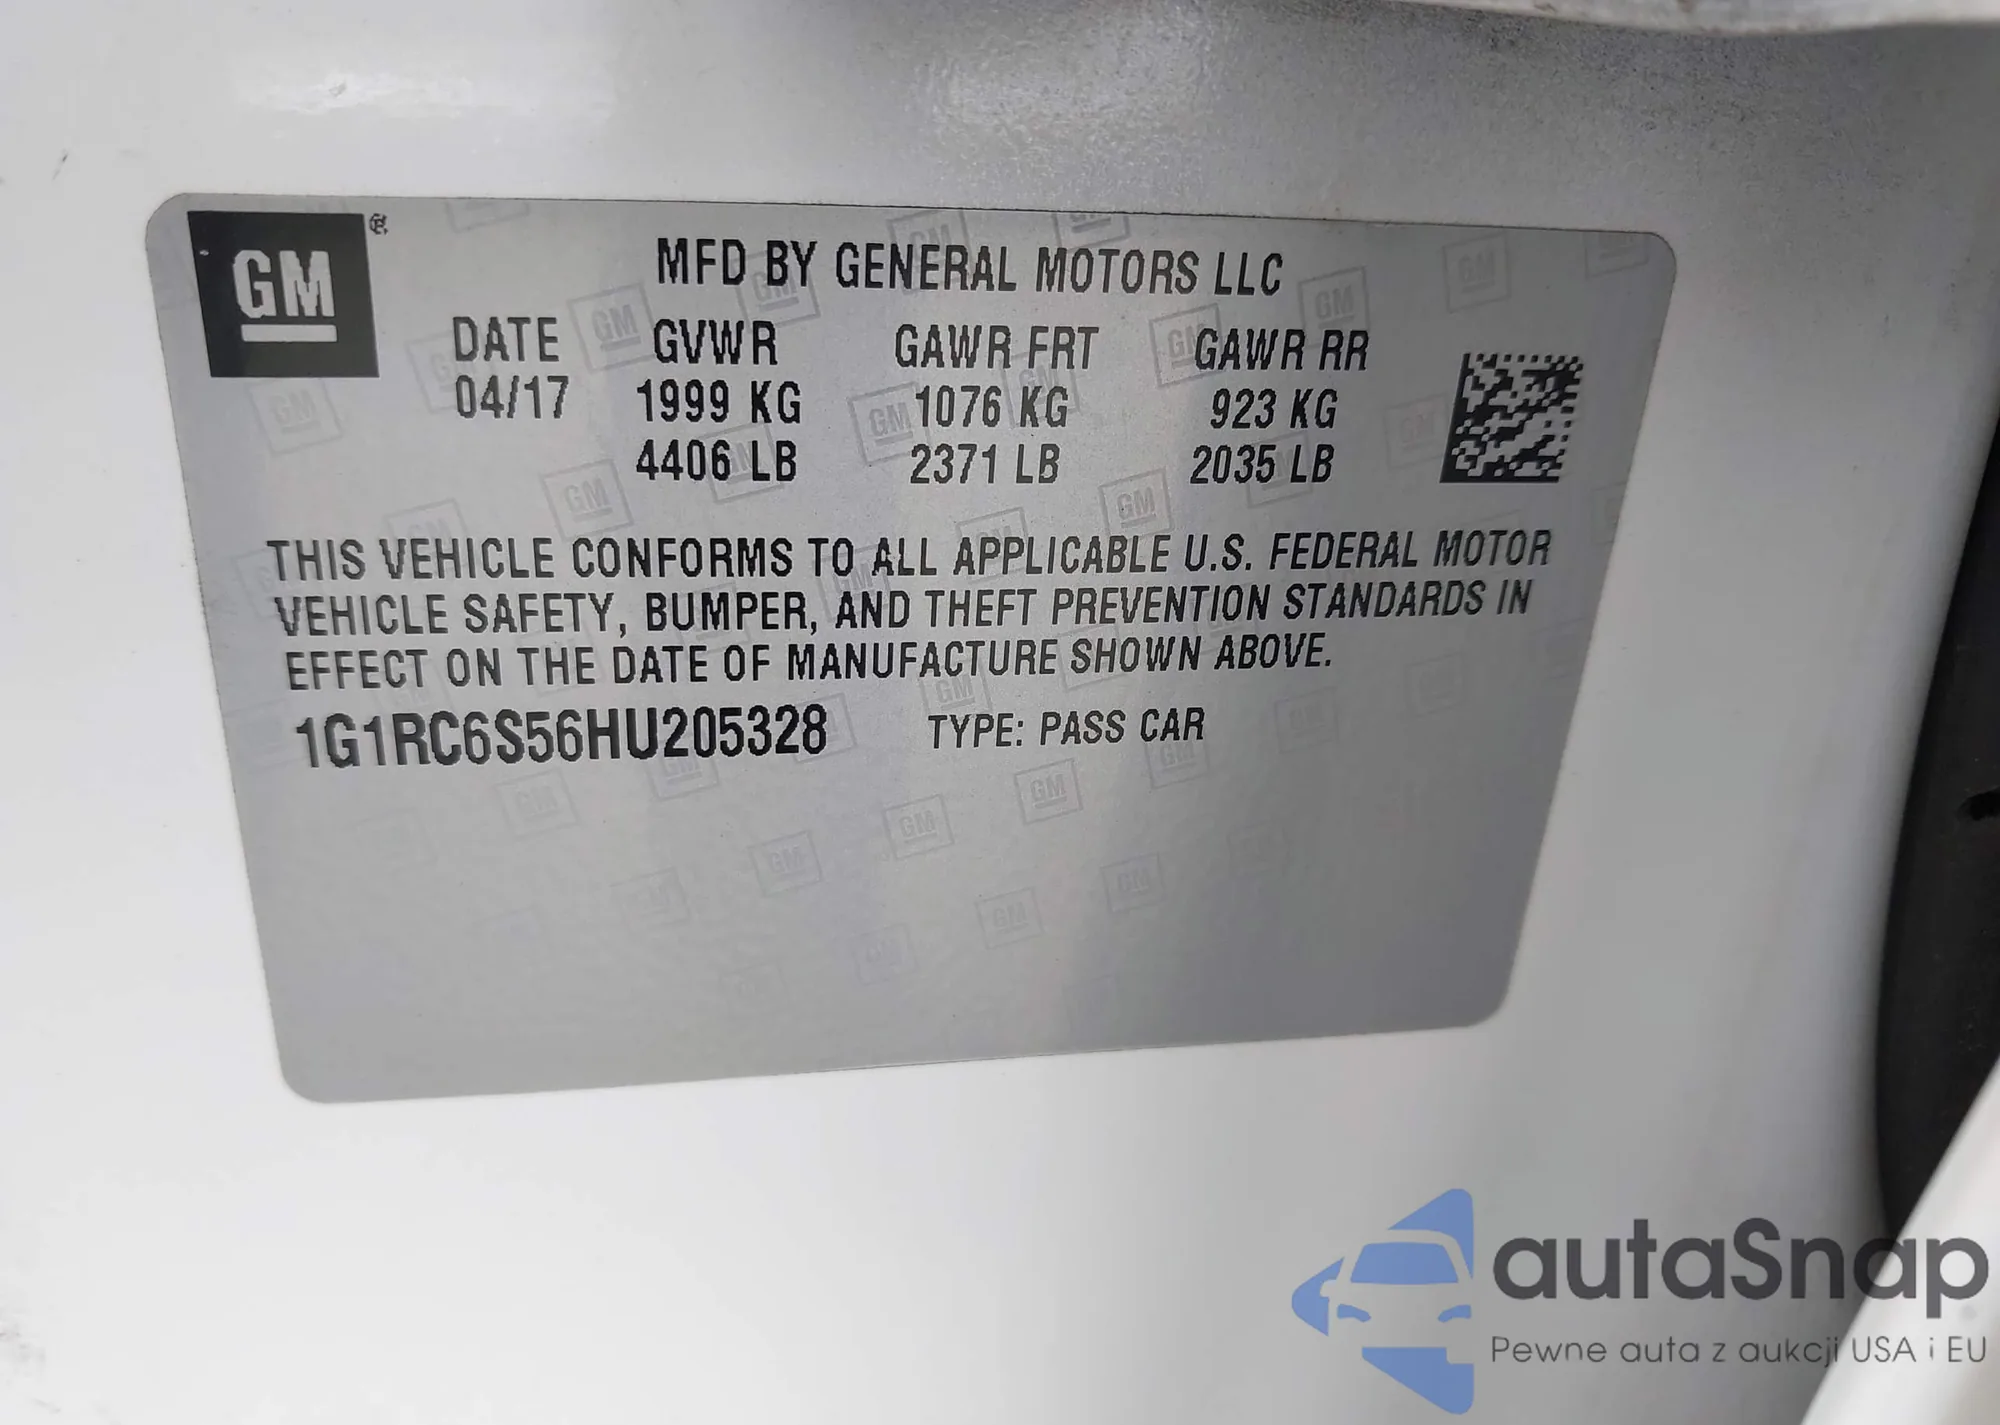 GM ®
MFD BY GENERAL MOTORS LLC
DATE GVWR GAWR FRT GAWR RR
04/17 1999 KG 1076 KG 923 KG
4406 LB 2371 LB 2035 LB
THIS VEHICLE CONFORMS TO ALL APPLICABLE U.S. FEDERAL MOTOR
VEHICLE SAFETY, BUMPER, AND THEFT PREVENTION STANDARDS IN
EFFECT ON THE DATE OF MANUFACTURE SHOWN ABOVE.
1G1RC6S56HU205328 TYPE: PASS CAR
autaSnap
Pewne auta z aukcji USA i EU